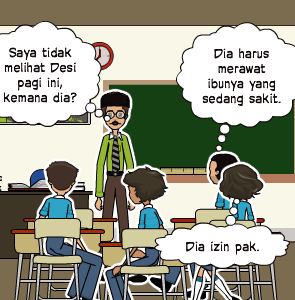 Saya tidak
melihat Desi
pagi ini,
kemana dia?
Dia harus
merawat
ibunya yang
sedang sakit.
Dia izin pak.